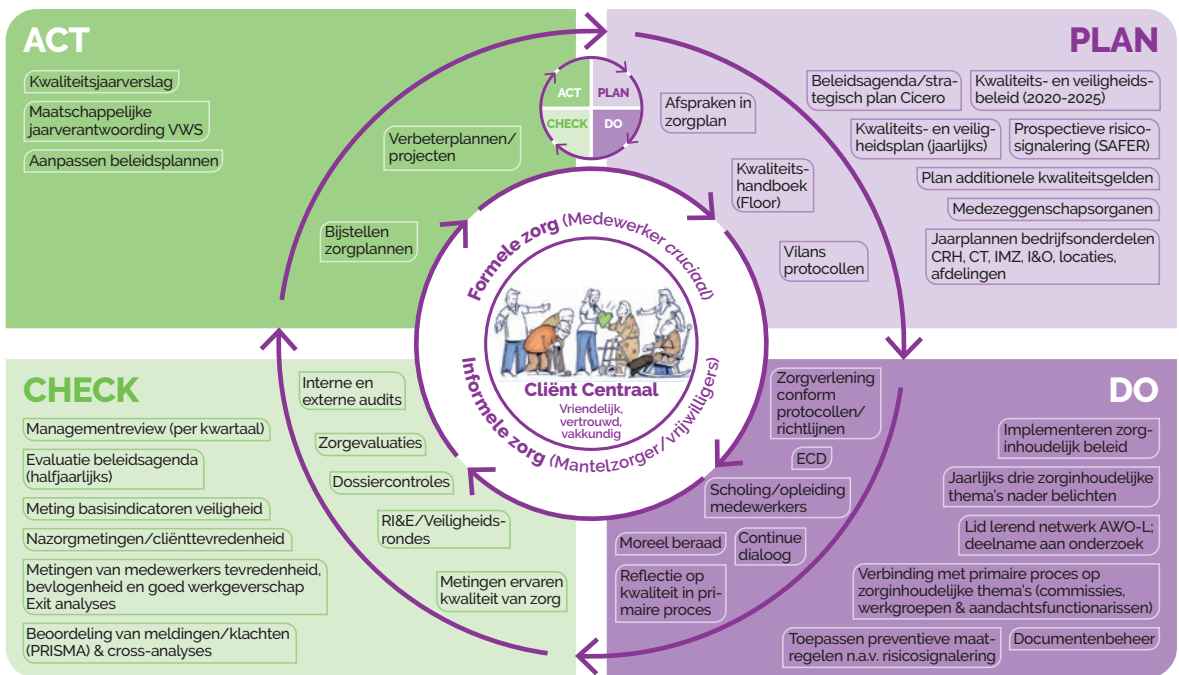 ACT
Kwaliteitsjaarverslag
Maatschappelijke
jaarverantwoording VWS
Aanpassen beleidsplannen
Verbeterplannen/
projecten
Bijstellen
zorgplannen
ACT
PLAN
CHECK
DO
PLAN
Beleidsagenda/stra-
tegisch plan Cicero
Kwaliteits- en veiligheids-
beleid (2020-2025)
Kwaliteits- en veilig-
heidsplan (jaarlijks)
Prospectieve risico-
signalering (SAFER)
Plan additionele kwaliteitsgelden
Medezeggenschapsorganen
Jaarplannen bedrijfsonderdelen
CRH, CT, IMZ, I&O, locaties,
afdelingen
Afspraken in
zorgplan
Kwaliteits-
handboek
(Floor)
Vilans
protocollen
Formele zorg (Medewerker cruciaal)
Cliënt Centraal
Vriendelijk,
vertrouwd,
vakkundig
Informele zorg (Mantelzorger/vrijwilligers)
CHECK
Managementreview (per kwartaal)
Evaluatie beleidsagenda
(halfjaarlijks)
Meting basisindicatoren veiligheid
Nazorgmetingen/cliënttevredenheid
Metingen van medewerkers tevredenheid,
bevlogenheid en goed werkgeverschap
Exit analyses
Beoordeling van meldingen/klachten
(PRISMA) & cross-analyses
Interne en
externe audits
Zorgevaluaties
Dossiercontroles
RI&E/Veiligheids-
rondes
Metingen ervaren
kwaliteit van zorg
DO
Zorgverlening
conform
protocollen/
richtlijnen
ECD
Scholing/opleiding
medewerkers
Moreel beraad
Continue
dialoog
Reflectie op
kwaliteit in pri-
maire proces
Implementeren zorg-
inhoudelijk beleid
Jaarlijks drie zorginhoudelijke
thema's nader belichten
Lid lerend netwerk AWO-L;
deelname aan onderzoek
Verbinding met primaire proces op
zorginhoudelijke thema's (commissies,
werkgroepen & aandachtsfunctionarissen)
Toepassen preventieve maat-
regelen n.a.v. risicosignalering
Documentenbeheer